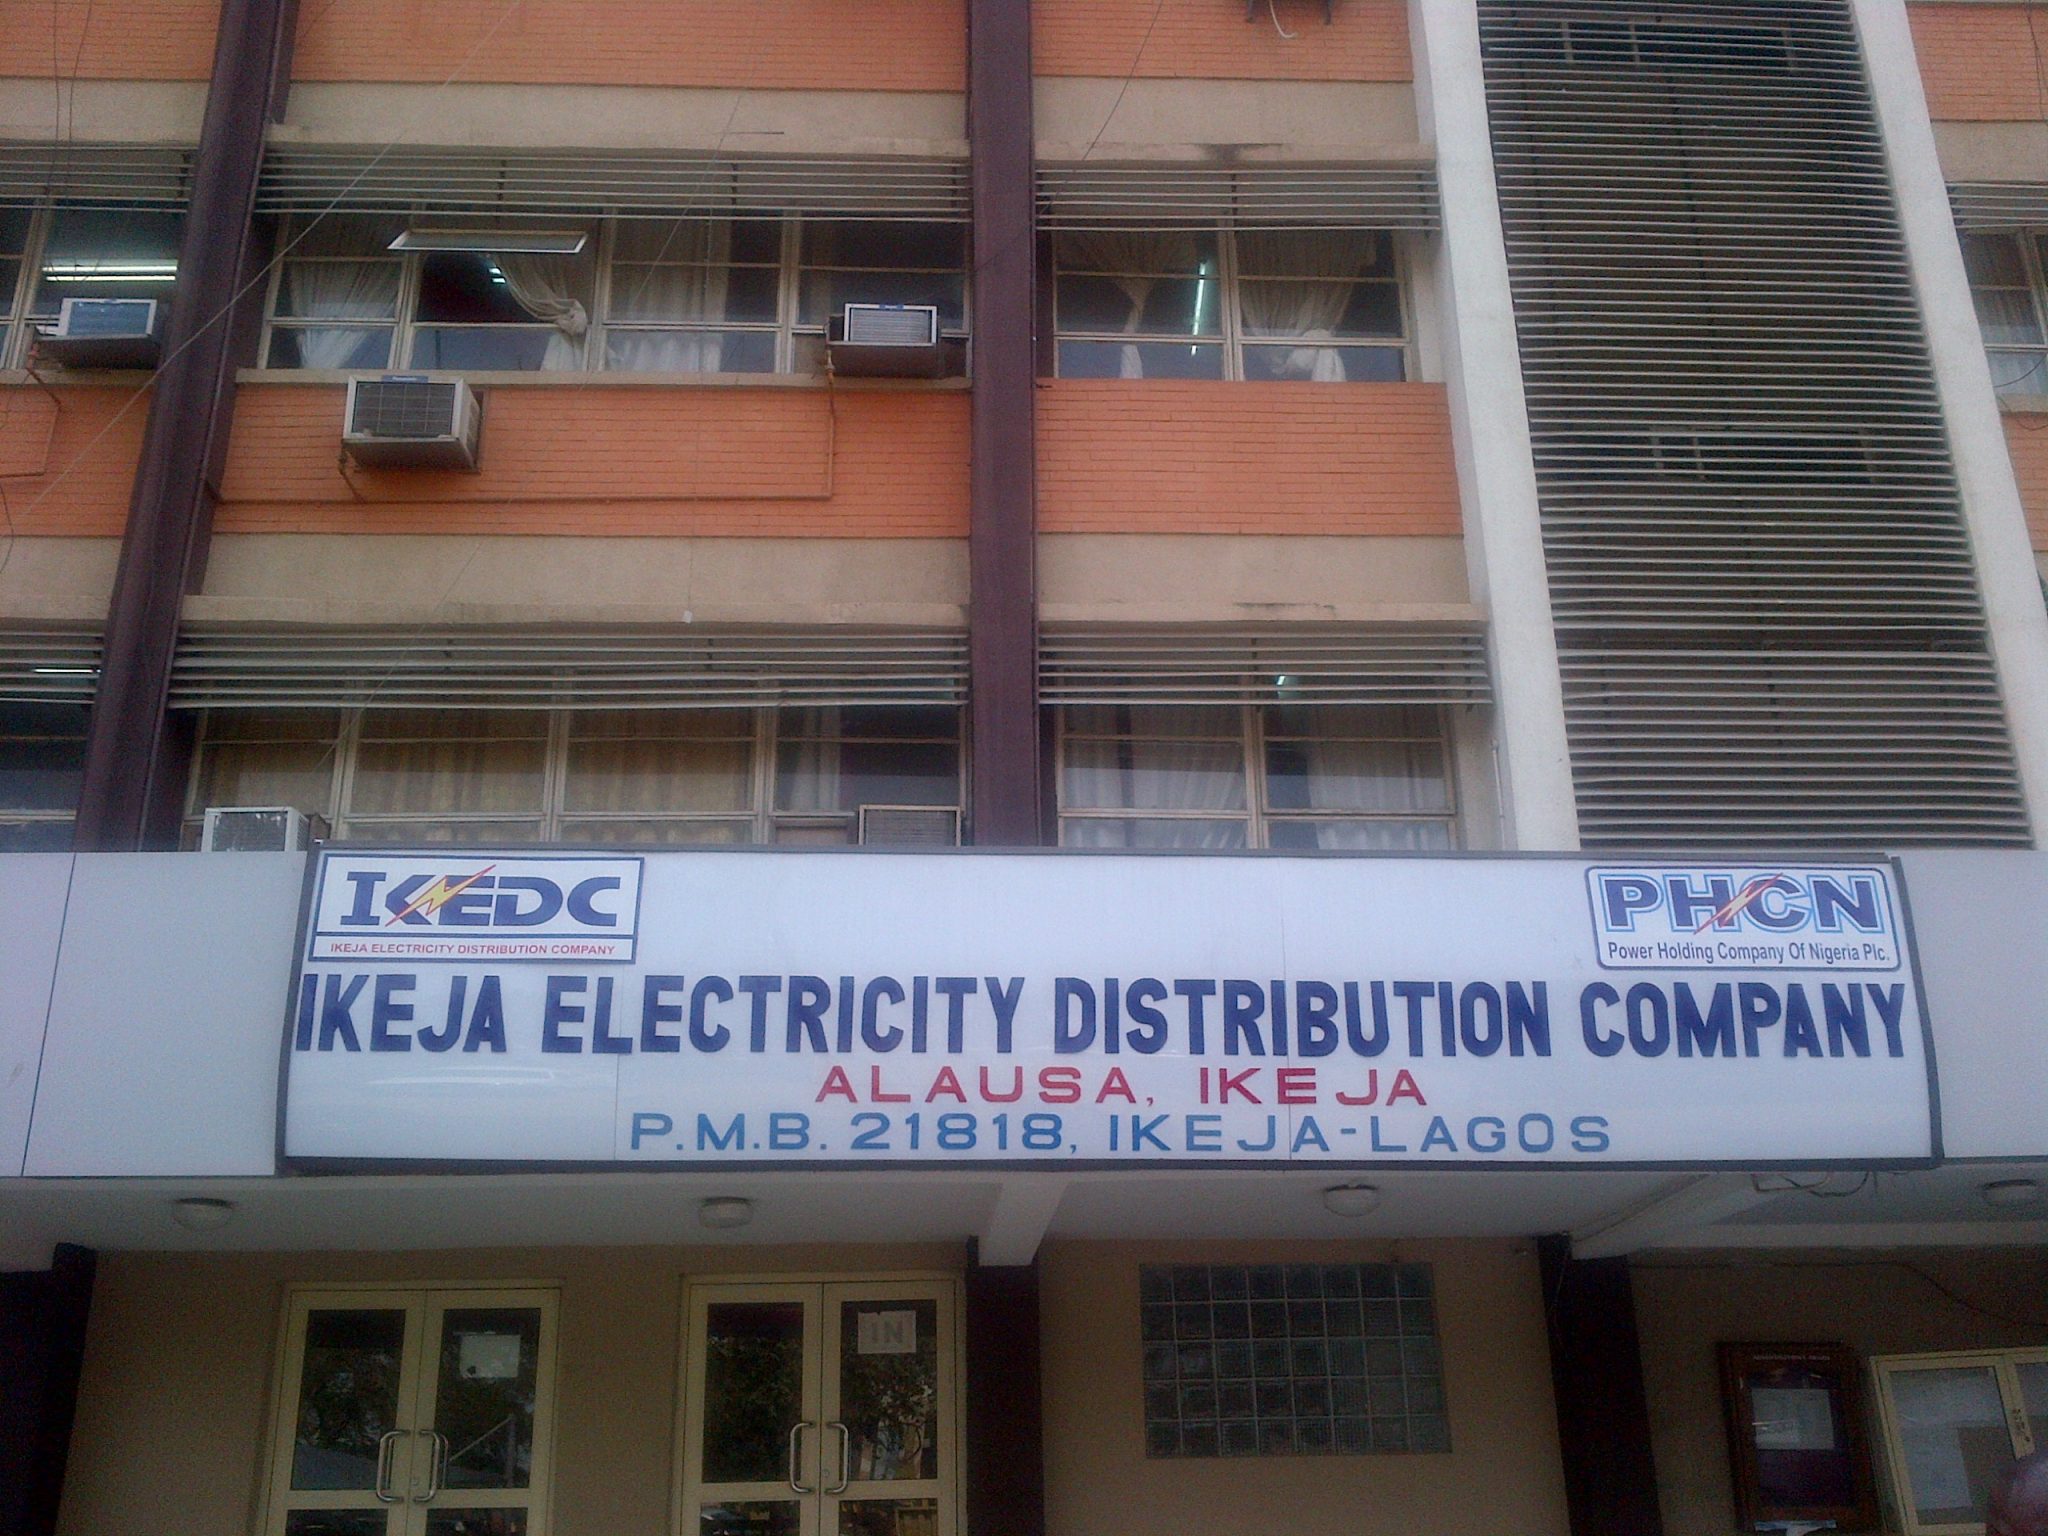 IKEDC
IKEJA ELECTRICITY DISTRIBUTION COMPANY
PHCN
Power Holding Company Of Nigeria Plc.
IKEJA ELECTRICITY DISTRIBUTION COMPANY
ALAUSA, IKEJA
P.M.B. 21818, IKEJA-LAGOS
IN